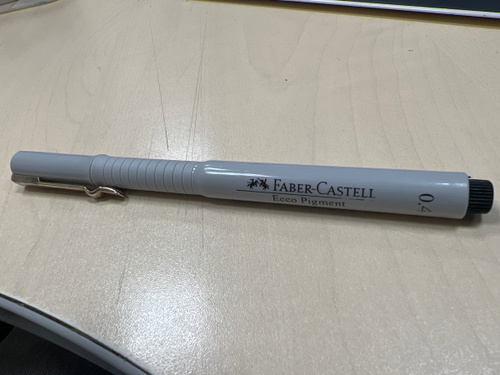 FABER-CASTELL
Ecco Pigment
0.4